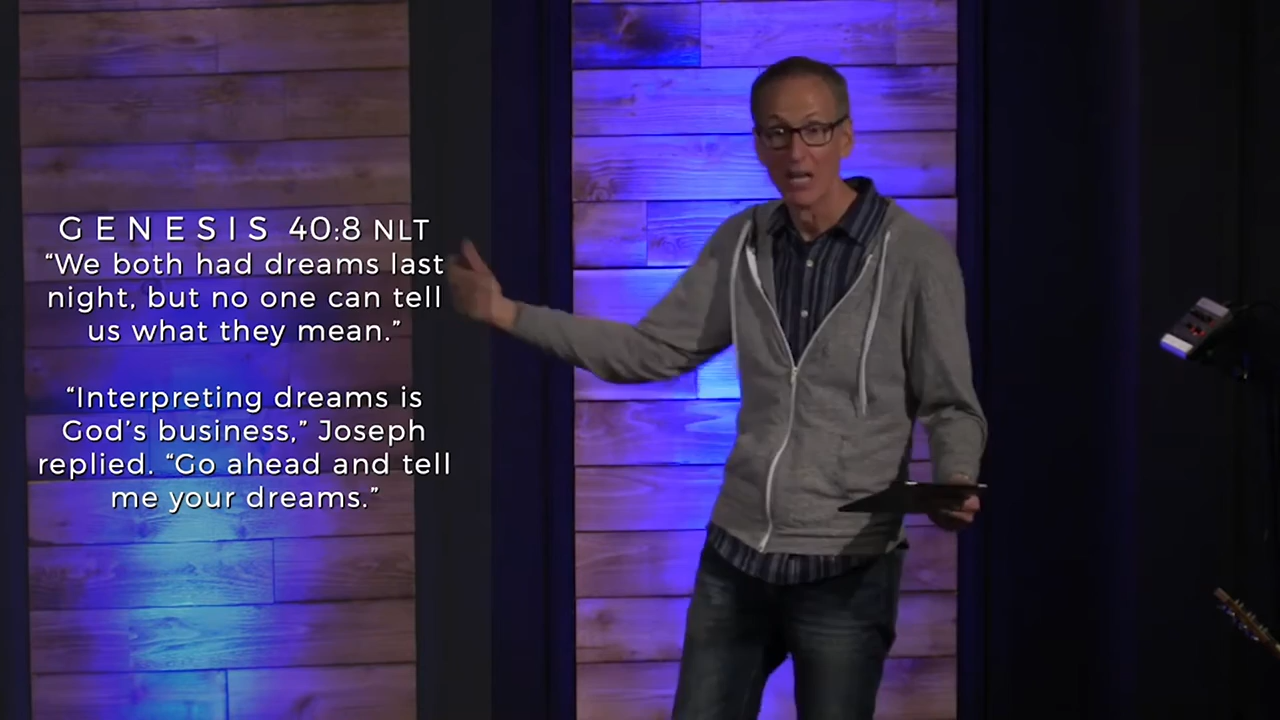 GENESIS 40:8 NLT
“We both had dreams last
night, but no one can tell
us what they mean.”
“Interpreting dreams is
God’s business,” Joseph
replied. “Go ahead and tell
me your dreams.”